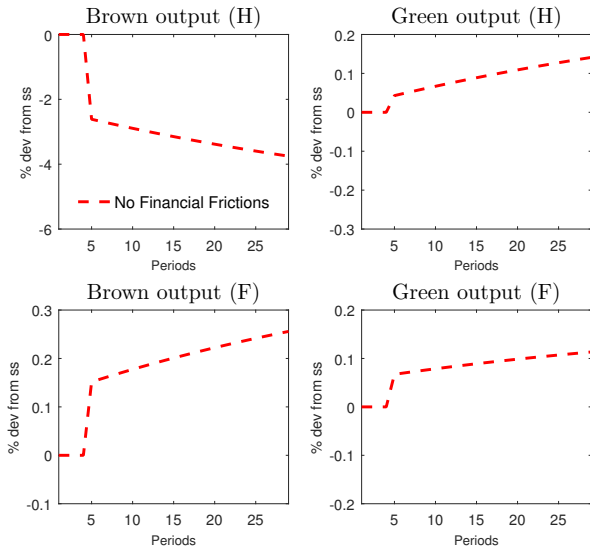 Brown output (H)
% dev from ss
0
-2
-4
-6
No Financial Frictions
5 10 15 20 25
Periods
Green output (H)
% dev from ss
0.2
0.1
0
-0.1
-0.2
-0.3
5 10 15 20 25
Periods
Brown output (F)
% dev from ss
0.3
0.2
0.1
0
-0.1
5 10 15 20 25
Periods
Green output (F)
% dev from ss
0.2
0.1
0
-0.1
-0.2
5 10 15 20 25
Periods